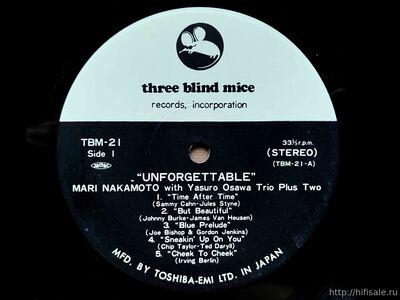 three blind mice
records, incorporation
TBM-21
Side 1
33⅓r.p.m.
(STEREO)
(TBM-21-A)
"UNFORGETTABLE"
MARI NAKAMOTO with Yasuro Osawa Trio Plus Two
1. "Time After Time"
(Sammy Cahn-Jules Styne)
2. "But Beautiful"
(Johnny Burke-James Van Heusen)
3. "Blue Prelude"
(Joe Bishop & Gordon Jenkins)
4. "Sneakin' Up On You"
(Chip Taylor-Ted Daryll)
5. "Cheek To Cheek"
(Irving Berlin)
MFD. BY TOSHIBA-EMI LTD. IN JAPAN
http://hifisale.ru